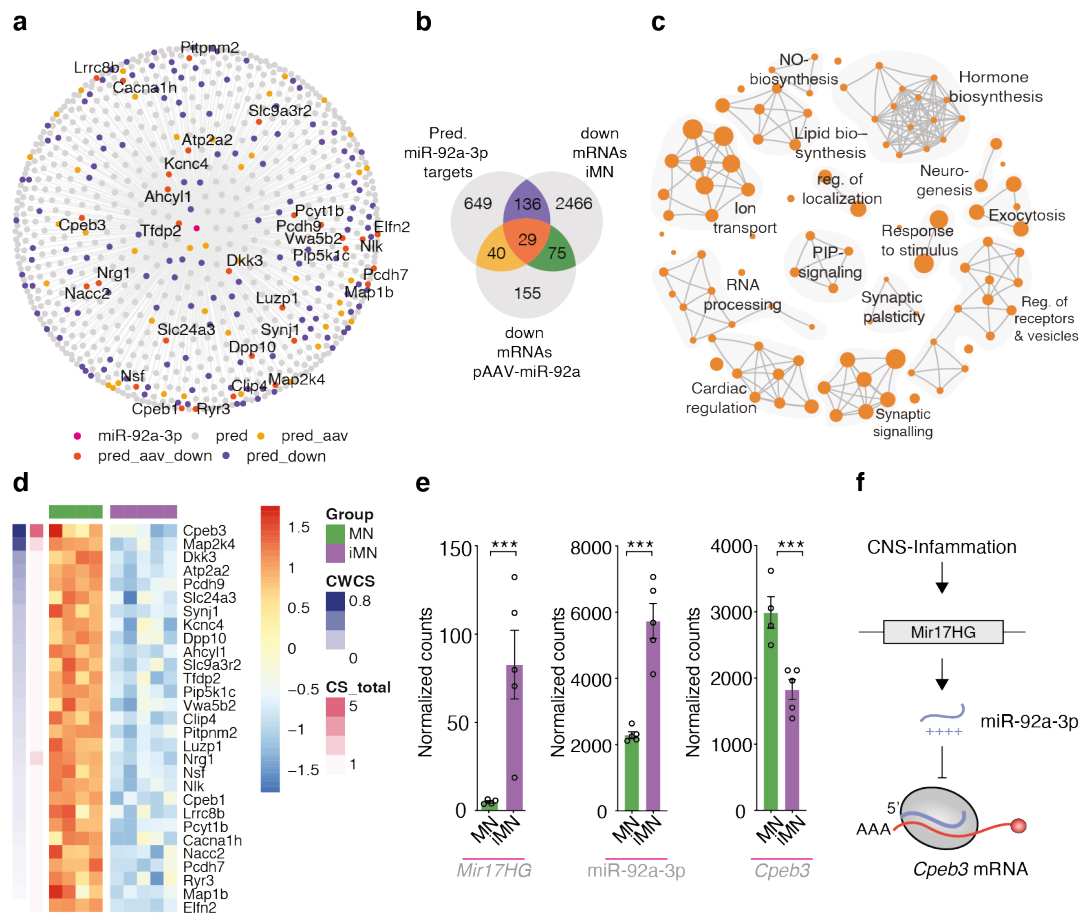 a
Pitpnm2
Lrrc8b
Cacna1h
Slc9a3r2
Atp2a2
Kcnc4
Ahcyl1
Cpeb3
Tfdp2
Pcyt1b
Pcdh9
Elfn2
Vwa5b2
Nlk
Pip5k1c
Dkk3
Nrg1
Pcdh7
Nacc2
Map1b
Luzp1
Slc24a3
Synj1
Dpp10
Nsf
Clip4
Map2k4
Cpeb1
Ryr3
miR-92a-3p
pred
pred_aav
pred_aav_down
pred_down
b
Pred.
miR-92a-3p
targets
down
mRNAs
iMN
649
136
2466
29
40
75
155
down
mRNAs
pAAV-miR-92a
c
NO-
biosynthesis
Hormone
biosynthesis
Lipid bio–
synthesis
reg. of
localization
Neuro-
genesis
Ion
transport
Exocytosis
Response
to stimulus
PIP-
signaling
RNA
processing
Synaptic
palsticity
Reg. of
receptors
& vesicles
Cardiac
regulation
Synaptic
signalling
d
Cpeb3
Map2k4
Dkk3
Atp2a2
Pcdh9
Slc24a3
Synj1
Kcnc4
Dpp10
Ahcyl1
Slc9a3r2
Tfdp2
Pip5k1c
Vwa5b2
Clip4
Pitpnm2
Luzp1
Nrg1
Nsf
Nlk
Cpeb1
Lrrc8b
Pcyt1b
Cacna1h
Nacc2
Pcdh7
Ryr3
Map1b
Elfn2
1.5
1
0.5
0
−0.5
−1
−1.5
Group
MN
iMN
CWCS
0.8
0
CS_total
5
1
e
Normalized counts
150
100
50
0
***
MN
iMN
Mir17HG
Normalized counts
8000
6000
4000
2000
0
***
MN
iMN
miR-92a-3p
Normalized counts
4000
3000
2000
1000
0
***
MN
iMN
Cpeb3
f
CNS-Infammation
Mir17HG
miR-92a-3p
++++
5'
AAA
Cpeb3 mRNA